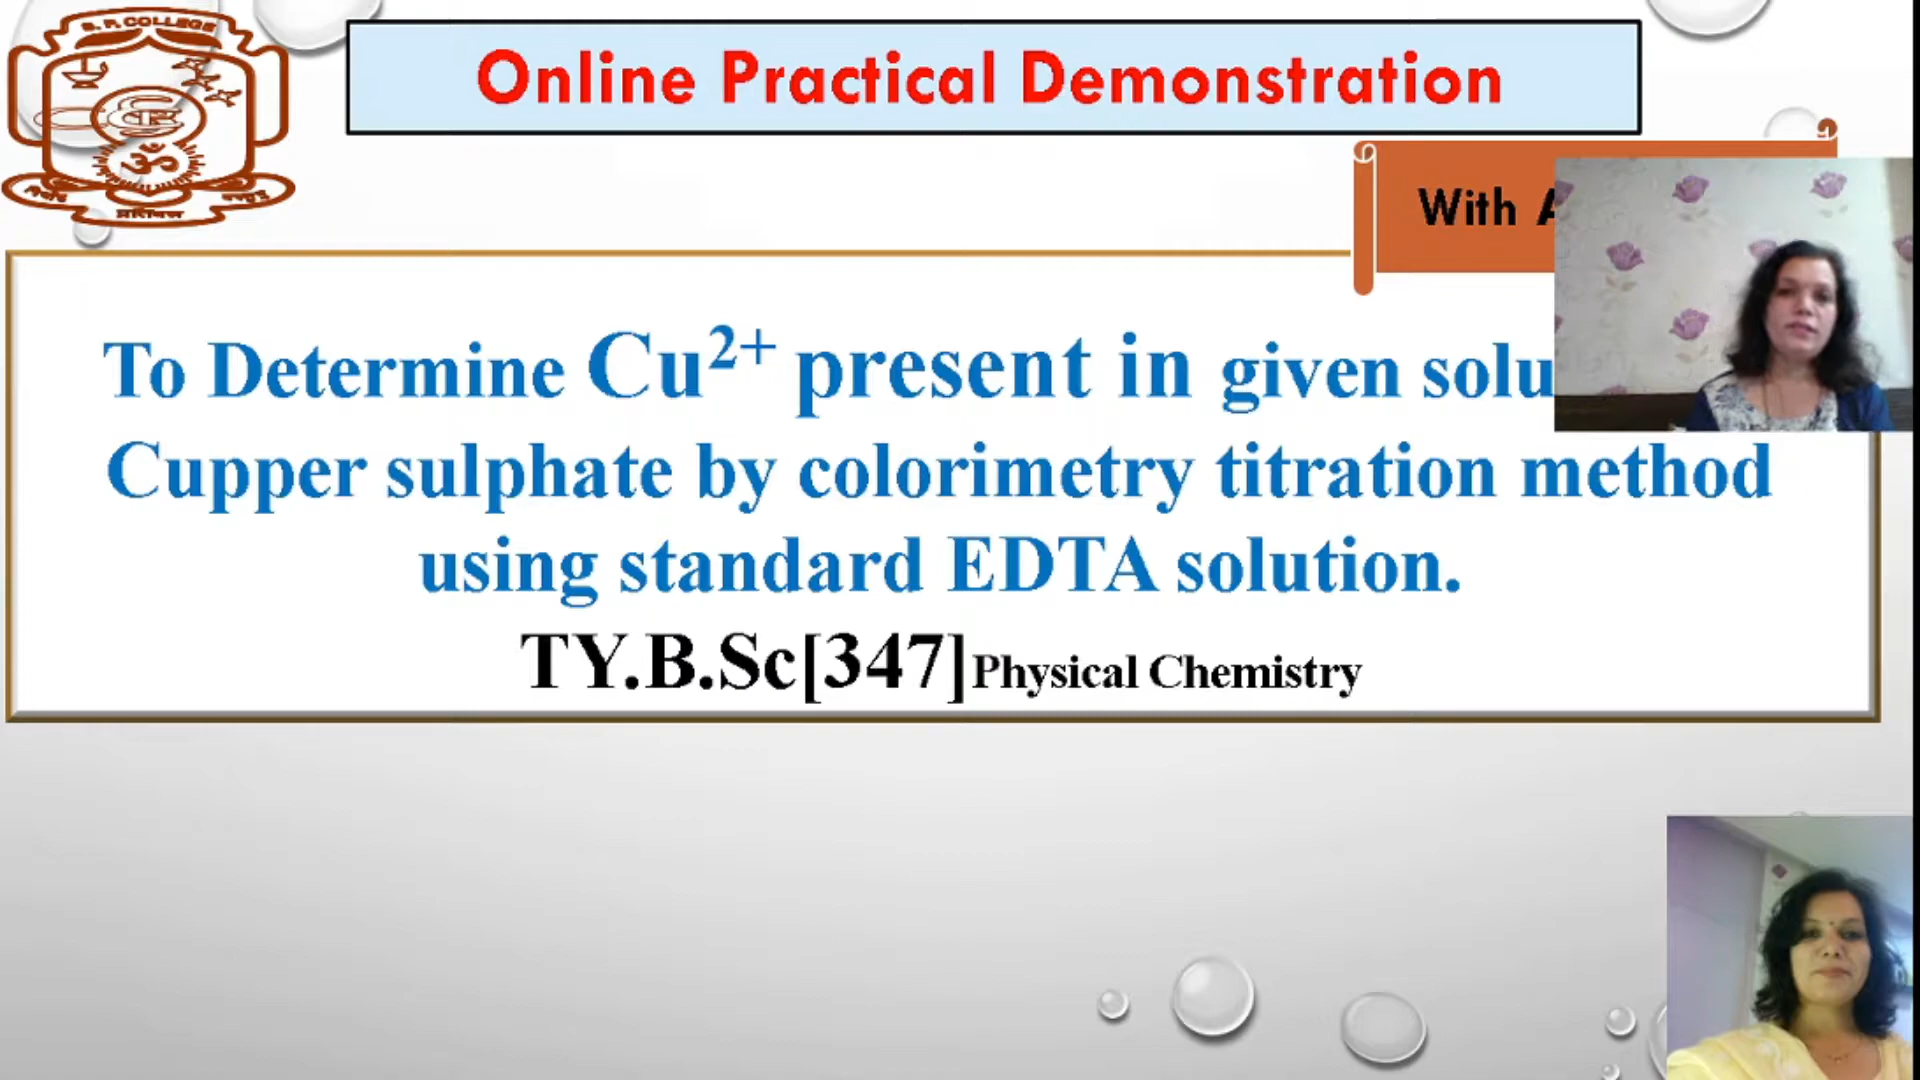 S. P. COLLEGE
Online Practical Demonstration
With A
To Determine Cu²⁺ present in given solu
Cupper sulphate by colorimetry titration method
using standard EDTA solution.
TY.B.Sc[347]Physical Chemistry